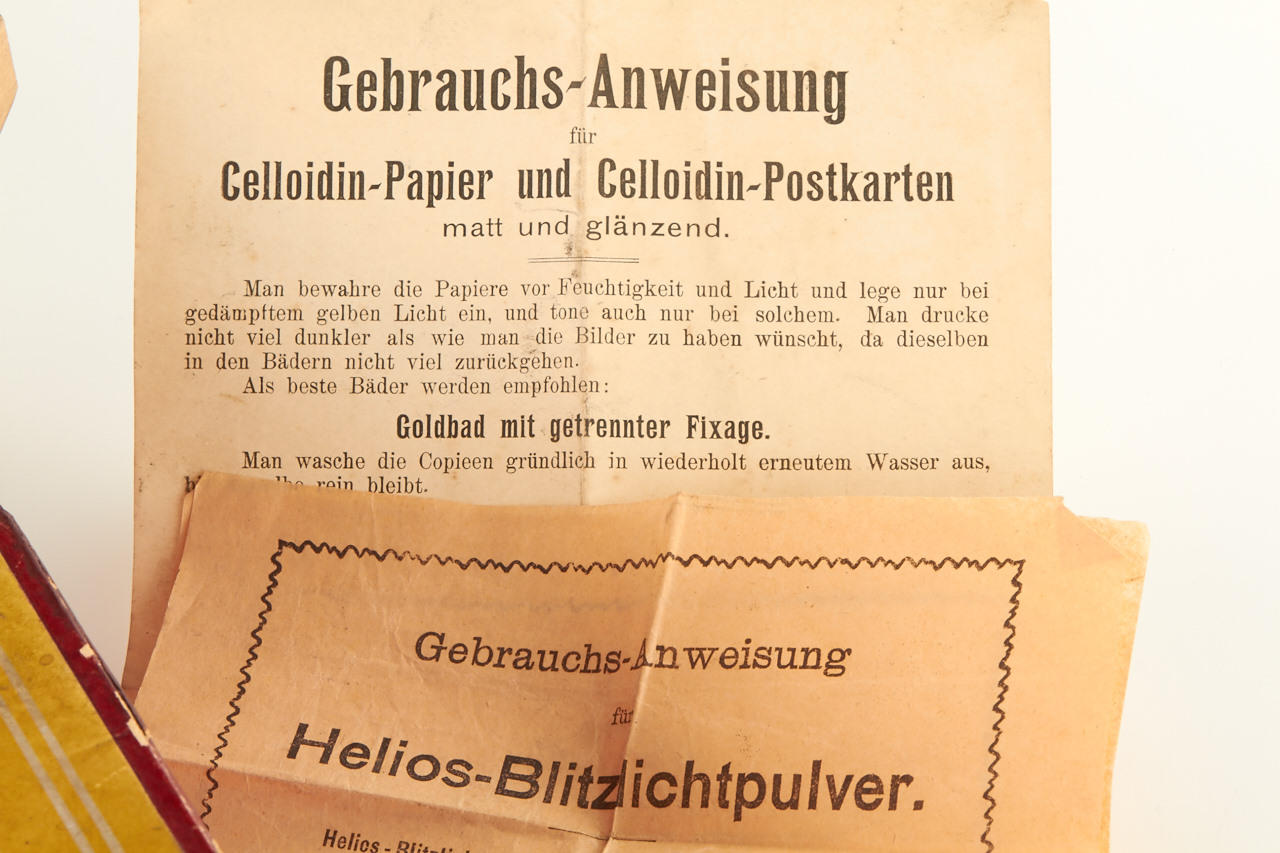 Gebrauchs-Anweisung
für
Celloidin-Papier und Celloidin-Postkarten
matt und glänzend.
Man bewahre die Papiere vor Feuchtigkeit und Licht und lege nur bei
gedämpftem gelben Licht ein, und tone auch nur bei solchem. Man drucke
nicht viel dunkler als wie man die Bilder zu haben wünscht, da dieselben
in den Bädern nicht viel zurückgehen.
Als beste Bäder werden empfohlen:
Goldbad mit getrennter Fixage.
Man wasche die Copieen gründlich in wiederholt erneutem Wasser aus,
rein bleibt.
Gebrauchs-Anweisung
für
Helios-Blitzlichtpulver.
Helios-